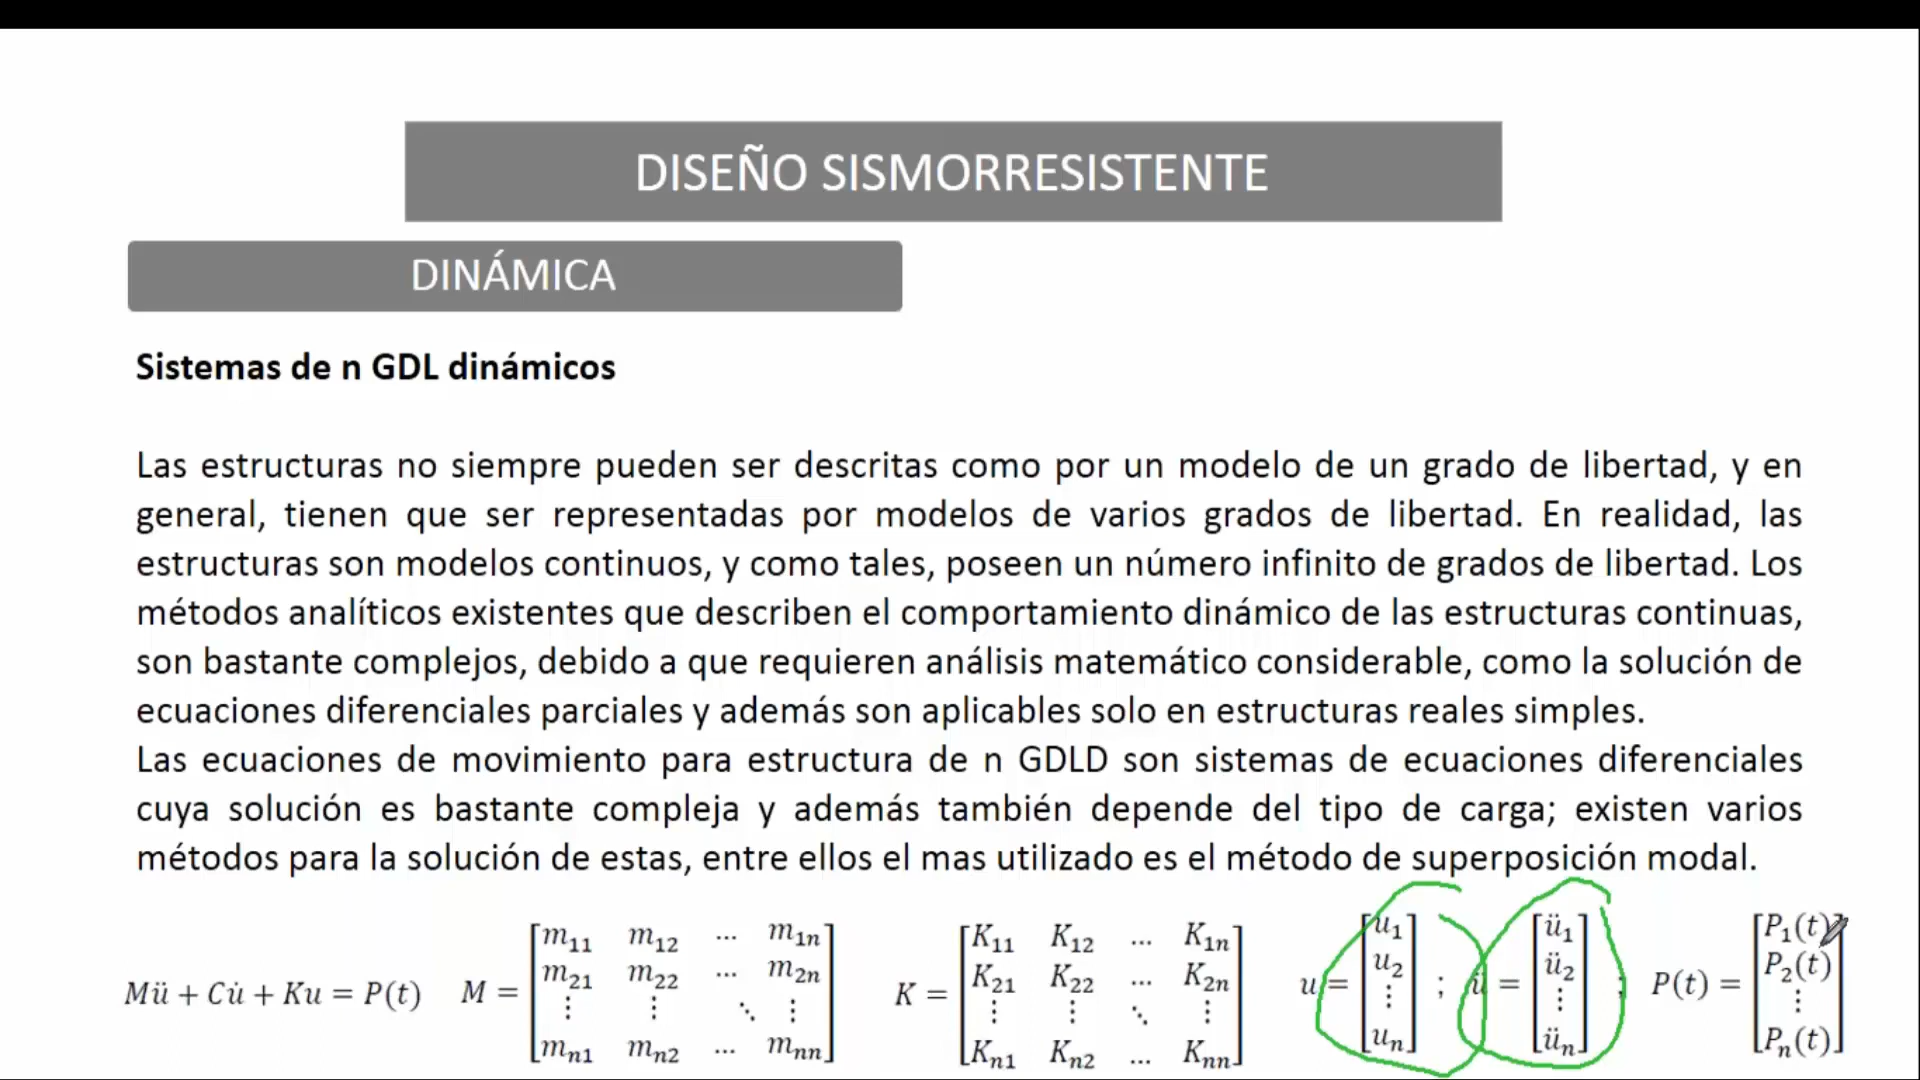 DISEÑO SISMORRESISTENTE
DINÁMICA
Sistemas de n GDL dinámicos
Las estructuras no siempre pueden ser descritas como por un modelo de un grado de libertad, y en
general, tienen que ser representadas por modelos de varios grados de libertad. En realidad, las
estructuras son modelos continuos, y como tales, poseen un número infinito de grados de libertad. Los
métodos analíticos existentes que describen el comportamiento dinámico de las estructuras continuas,
son bastante complejos, debido a que requieren análisis matemático considerable, como la solución de
ecuaciones diferenciales parciales y además son aplicables solo en estructuras reales simples.
Las ecuaciones de movimiento para estructura de n GDLD son sistemas de ecuaciones diferenciales
cuya solución es bastante compleja y además también depende del tipo de carga; existen varios
métodos para la solución de estas, entre ellos el mas utilizado es el método de superposición modal.
Mü + Cu̇ + Ku = P(t)
M = [m₁₁ m₁₂ … m₁ₙ
m₂₁ m₂₂ … m₂ₙ
⋮ ⋮ ⋱ ⋮
mₙ₁ mₙ₂ … mₙₙ]
K = [K₁₁ K₁₂ … K₁ₙ
K₂₁ K₂₂ … K₂ₙ
⋮ ⋮ ⋱ ⋮
Kₙ₁ Kₙ₂ … Kₙₙ]
u = [u₁
u₂
⋮
uₙ] ;
ü = [ü₁
ü₂
⋮
üₙ] ;
P(t) = [P₁(t)
P₂(t)
⋮
Pₙ(t)]